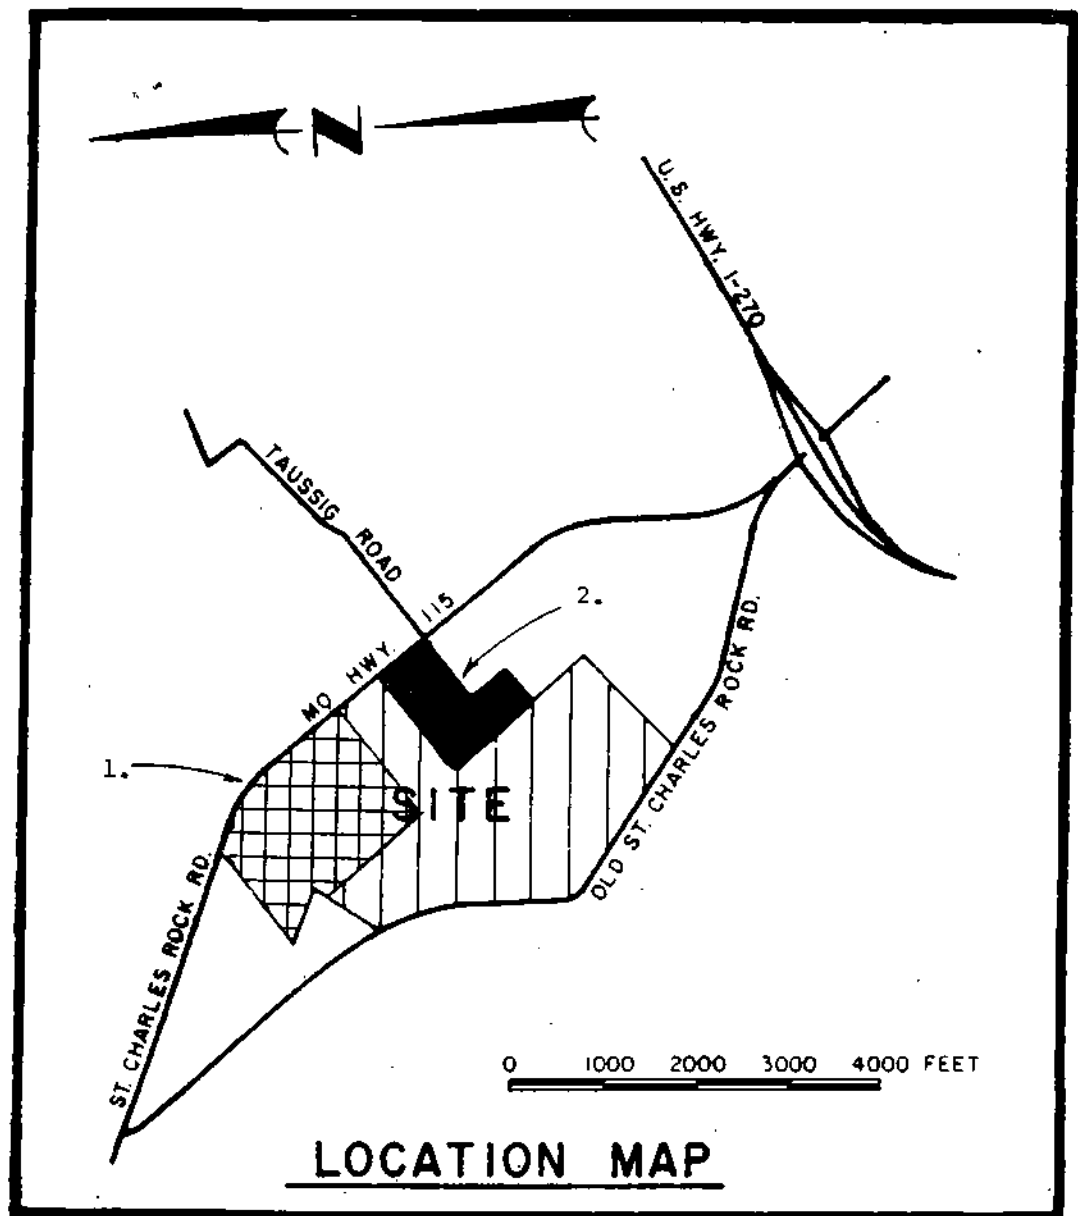 N
U.S. HWY. I-270
TAUSSIG ROAD
MO HWY. 115
2.
1.
SITE
OLD ST. CHARLES ROCK RD.
ST. CHARLES ROCK RD.
0 1000 2000 3000 4000 FEET
LOCATION MAP